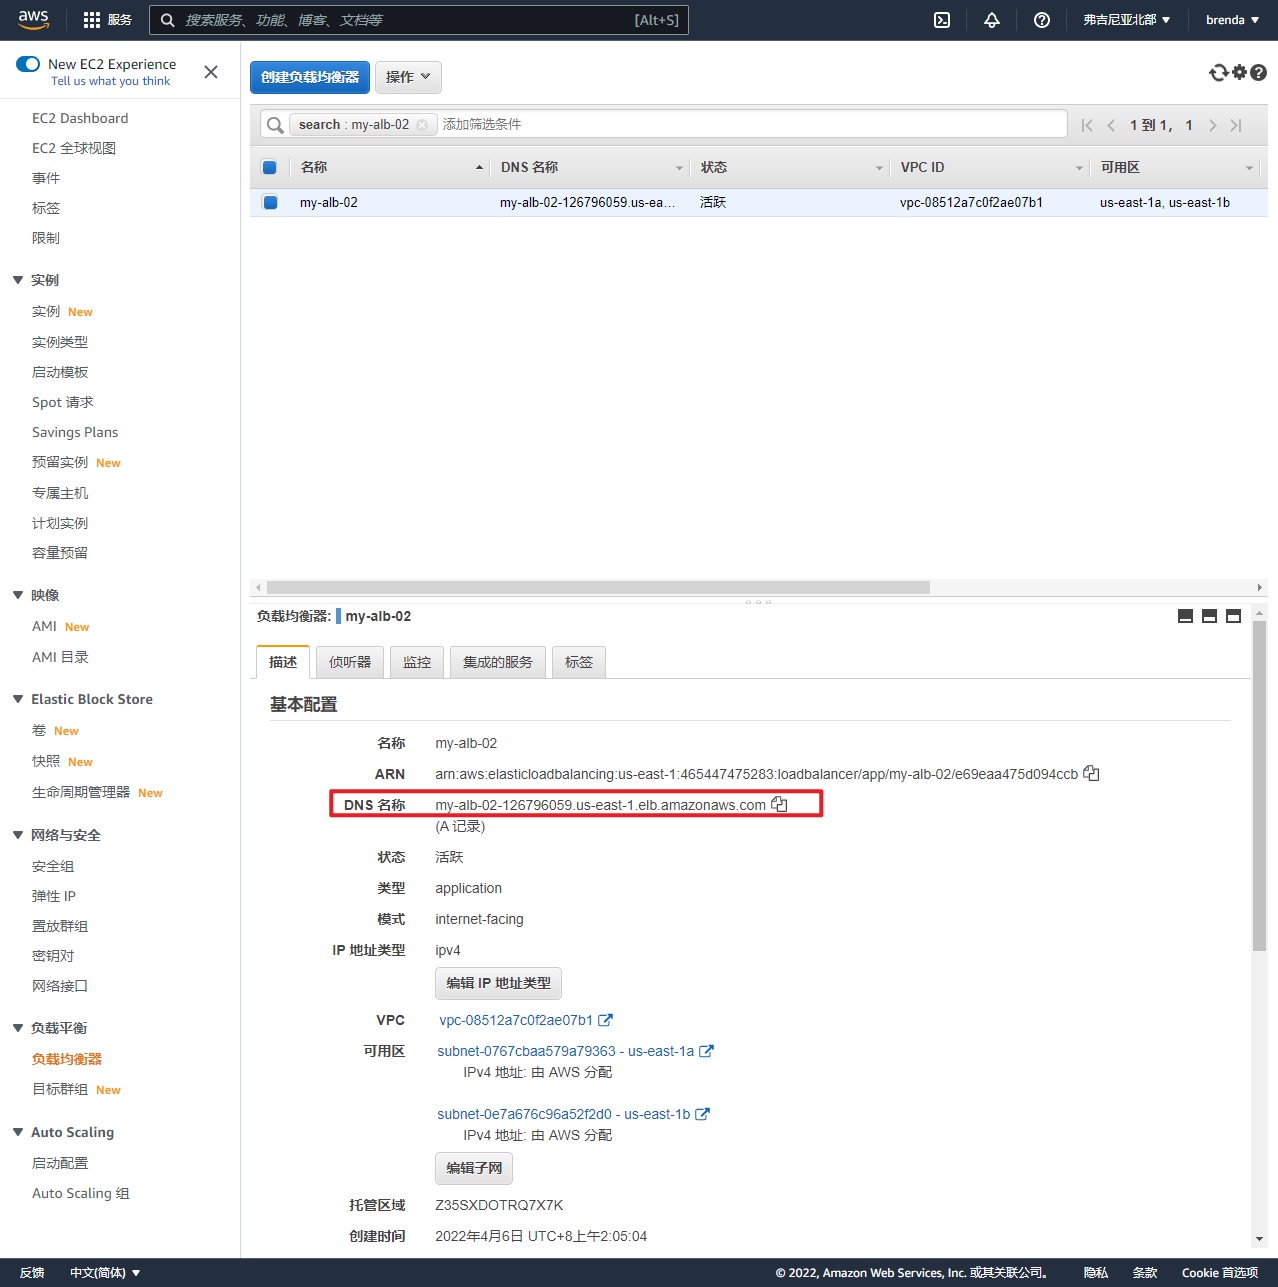 aws
服务
搜索服务、功能、博客、文档等
[Alt+S]
弗吉尼亚北部
brenda
New EC2 Experience
Tell us what you think
EC2 Dashboard
EC2 全球视图
事件
标签
限制
实例
实例 New
实例类型
启动模板
Spot 请求
Savings Plans
预留实例 New
专属主机
计划实例
容量预留
映像
AMI New
AMI 目录
Elastic Block Store
卷 New
快照 New
生命周期管理器 New
网络与安全
安全组
弹性 IP
置放群组
密钥对
网络接口
负载平衡
负载均衡器
目标群组 New
Auto Scaling
启动配置
Auto Scaling 组
创建负载均衡器
操作
search : my-alb-02 添加筛选条件
1 到 1， 1
名称 DNS 名称 状态 VPC ID 可用区
my-alb-02 my-alb-02-126796059.us-ea... 活跃 vpc-08512a7c0f2ae07b1 us-east-1a, us-east-1b
负载均衡器: my-alb-02
描述 侦听器 监控 集成的服务 标签
基本配置
名称 my-alb-02
ARN arn:aws:elasticloadbalancing:us-east-1:465447475283:loadbalancer/app/my-alb-02/e69eaa475d094ccb
DNS 名称 my-alb-02-126796059.us-east-1.elb.amazonaws.com
(A 记录)
状态 活跃
类型 application
模式 internet-facing
IP 地址类型 ipv4
编辑 IP 地址类型
VPC vpc-08512a7c0f2ae07b1
可用区 subnet-0767cbaa579a79363 - us-east-1a
IPv4 地址: 由 AWS 分配
subnet-0e7a676c96a52f2d0 - us-east-1b
IPv4 地址: 由 AWS 分配
编辑子网
托管区域 Z35SXDOTRQ7X7K
创建时间 2022年4月6日 UTC+8上午2:05:04
反馈 中文(简体) © 2022, Amazon Web Services, Inc. 或其关联公司。 隐私 条款 Cookie 首选项